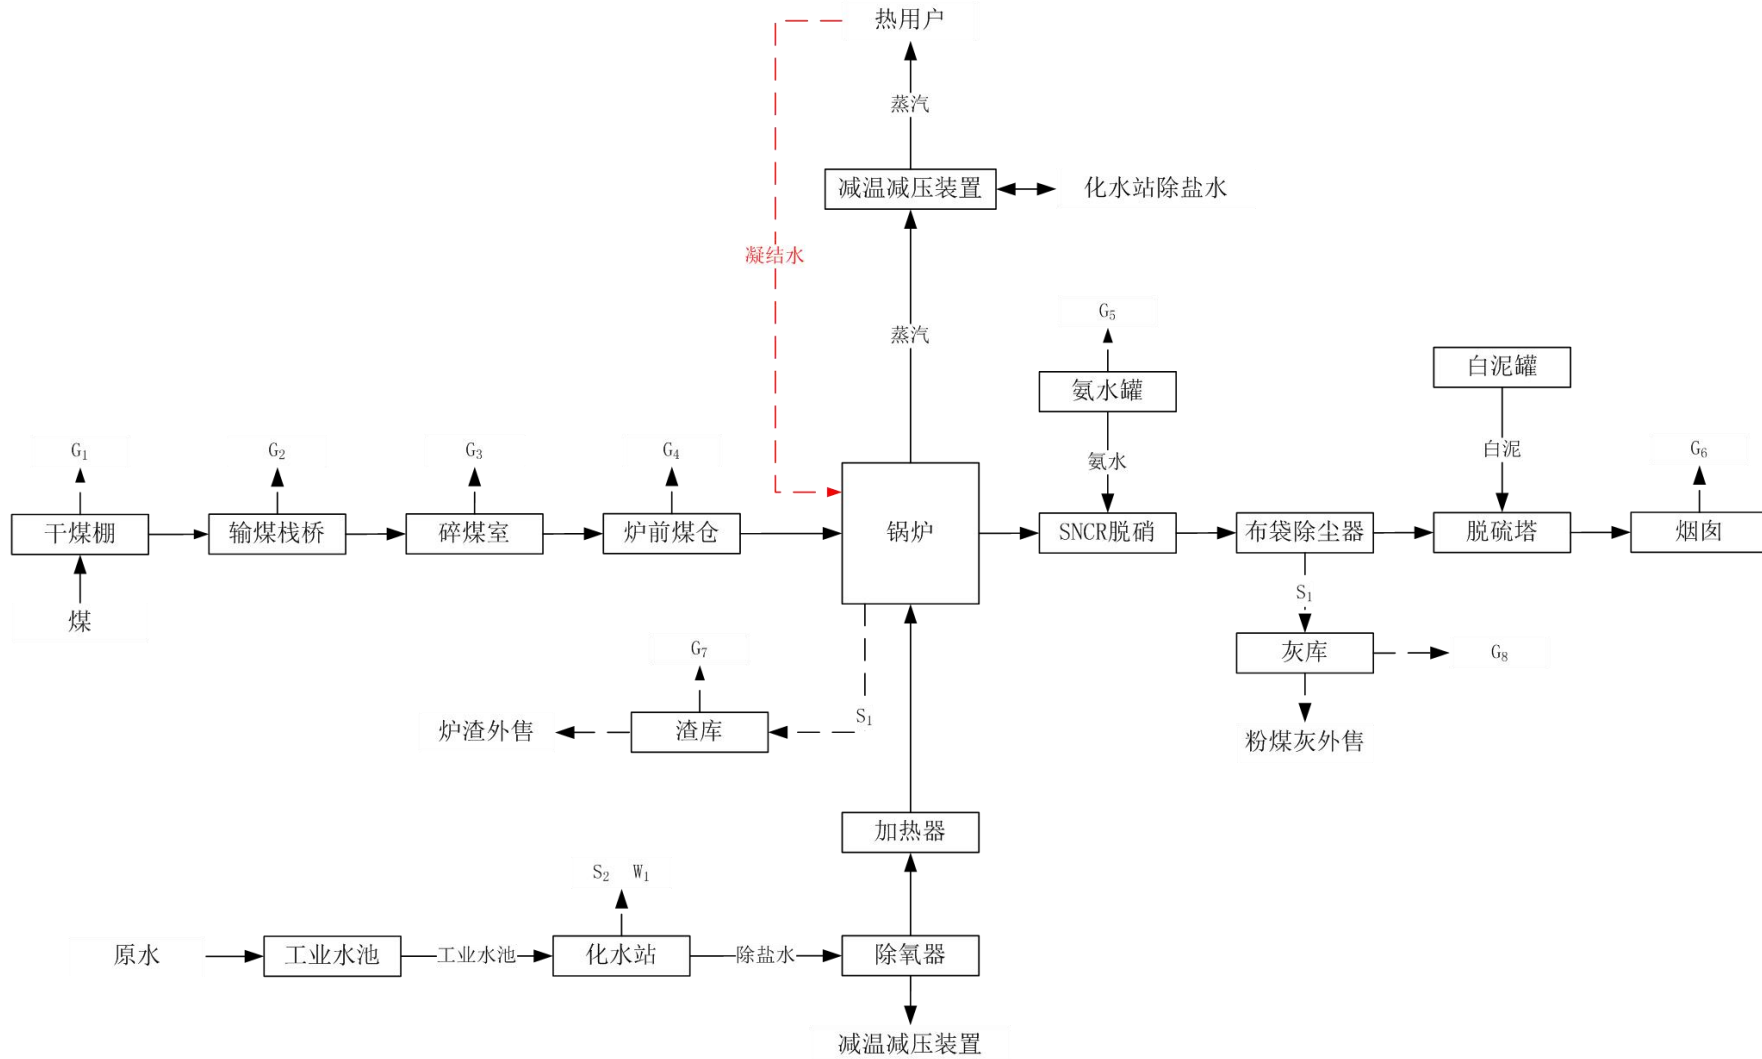 热用户
蒸汽
减温减压装置
化水站除盐水
凝结水
蒸汽
G₅
氨水罐
白泥罐
G₁
G₂
G₃
G₄
氨水
白泥
G₆
干煤棚
输煤栈桥
碎煤室
炉前煤仓
锅炉
SNCR脱硝
布袋除尘器
脱硫塔
烟囱
煤
S₁
G₇
灰库
G₈
炉渣外售
渣库
S₁
粉煤灰外售
加热器
S₂ W₁
原水
工业水池
工业水池
化水站
除盐水
除氧器
减温减压装置